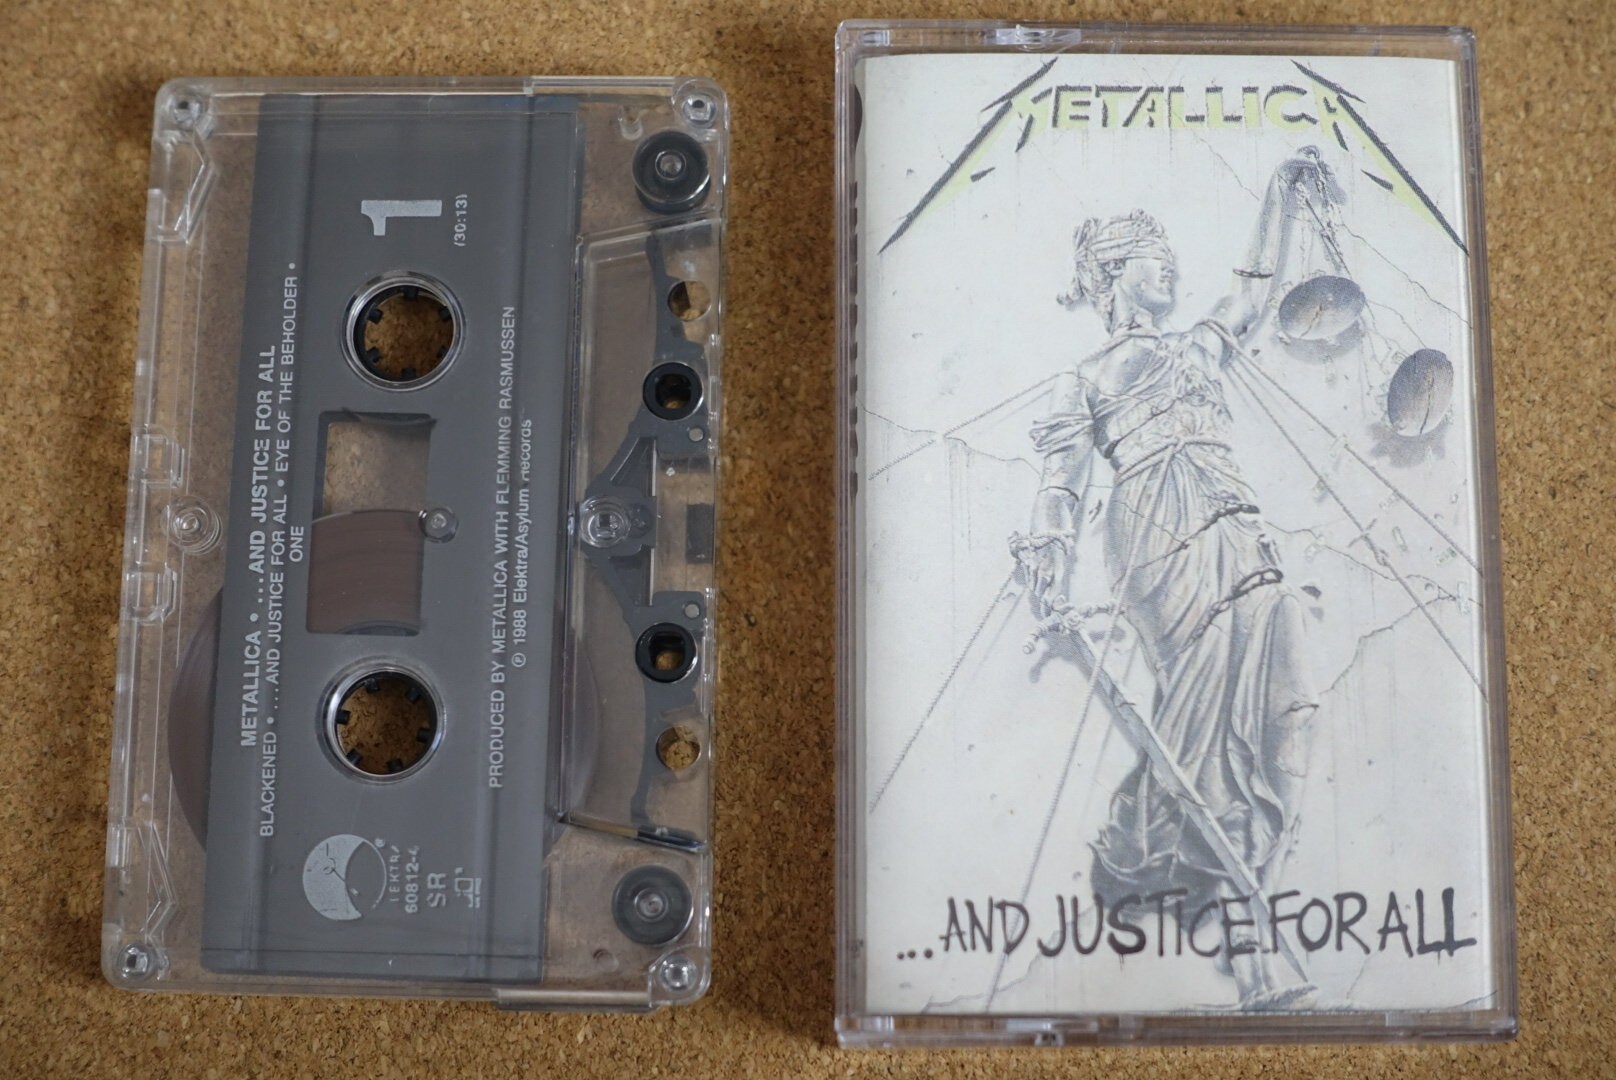 1
(30:13)
METALLICA • ...AND JUSTICE FOR ALL
BLACKENED • ...AND JUSTICE FOR ALL • EYE OF THE BEHOLDER •
ONE
PRODUCED BY METALLICA WITH FLEMMING RASMUSSEN
℗ 1988 Elektra/Asylum Records
60812-4
SR
METALLICA
...AND JUSTICE FOR ALL